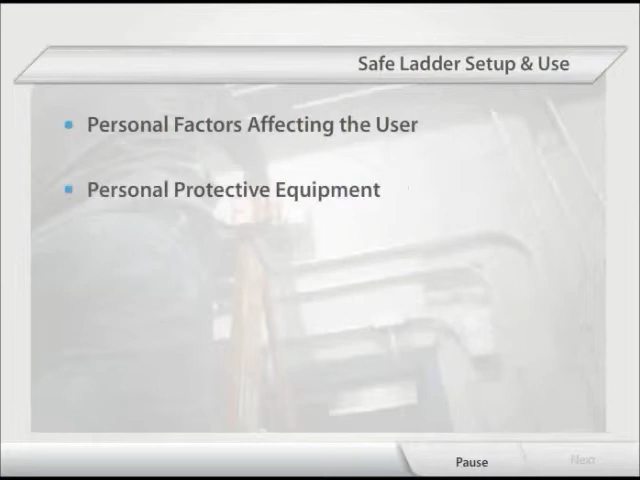 Safe Ladder Setup & Use
Personal Factors Affecting the User
Personal Protective Equipment
Pause
Next